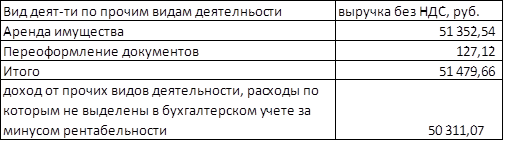 Вид деят-ти по прочим видам деятельности выручка без НДС, руб.
Аренда имущества 51 352,54
Переоформление документов 127,12
Итого 51 479,66
доход от прочих видов деятельности, расходы по
которым не выделены в бухгалтерском учете за
минусом рентабельности 50 311,07